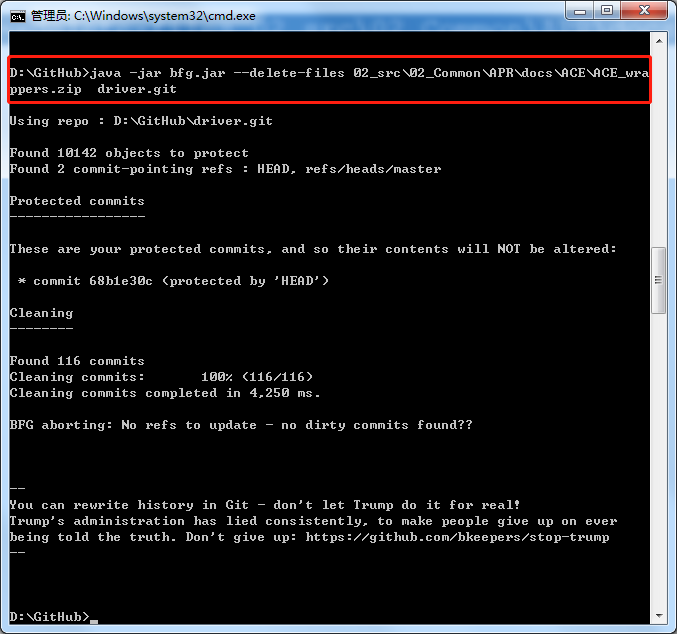 管理员: C:\Windows\system32\cmd.exe
D:\GitHub>java -jar bfg.jar --delete-files 02_src\02_Common\APR\docs\ACE\ACE_wra
ppers.zip  driver.git
Using repo : D:\GitHub\driver.git
Found 10142 objects to protect
Found 2 commit-pointing refs : HEAD, refs/heads/master
Protected commits
-----------------
These are your protected commits, and so their contents will NOT be altered:
 * commit 68b1e30c (protected by 'HEAD')
Cleaning
--------
Found 116 commits
Cleaning commits:       100% (116/116)
Cleaning commits completed in 4,250 ms.
BFG aborting: No refs to update - no dirty commits found??
--
You can rewrite history in Git - don't let Trump do it for real!
Trump's administration has lied consistently, to make people give up on ever
being told the truth. Don't give up: https://github.com/bkeepers/stop-trump
--
D:\GitHub>